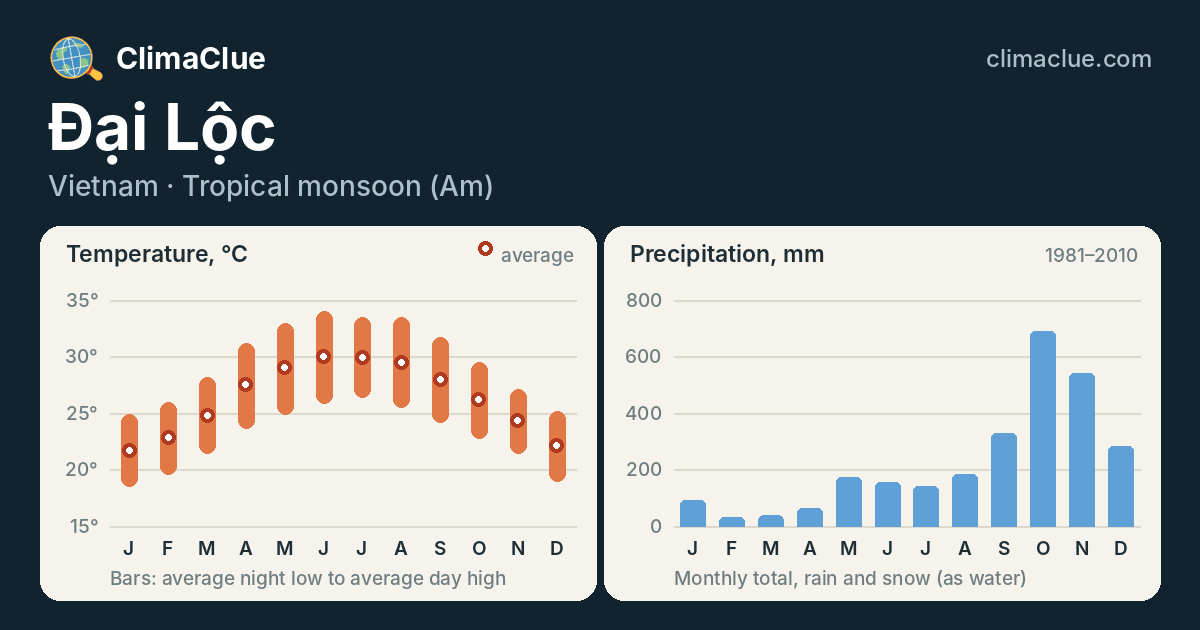 ClimaClue
climaclue.com
Đại Lộc
Vietnam · Tropical monsoon (Am)
Temperature, °C
average
35°
30°
25°
20°
15°
J F M A M J J A S O N D
Bars: average night low to average day high
Precipitation, mm
1981–2010
800
600
400
200
0
J F M A M J J A S O N D
Monthly total, rain and snow (as water)